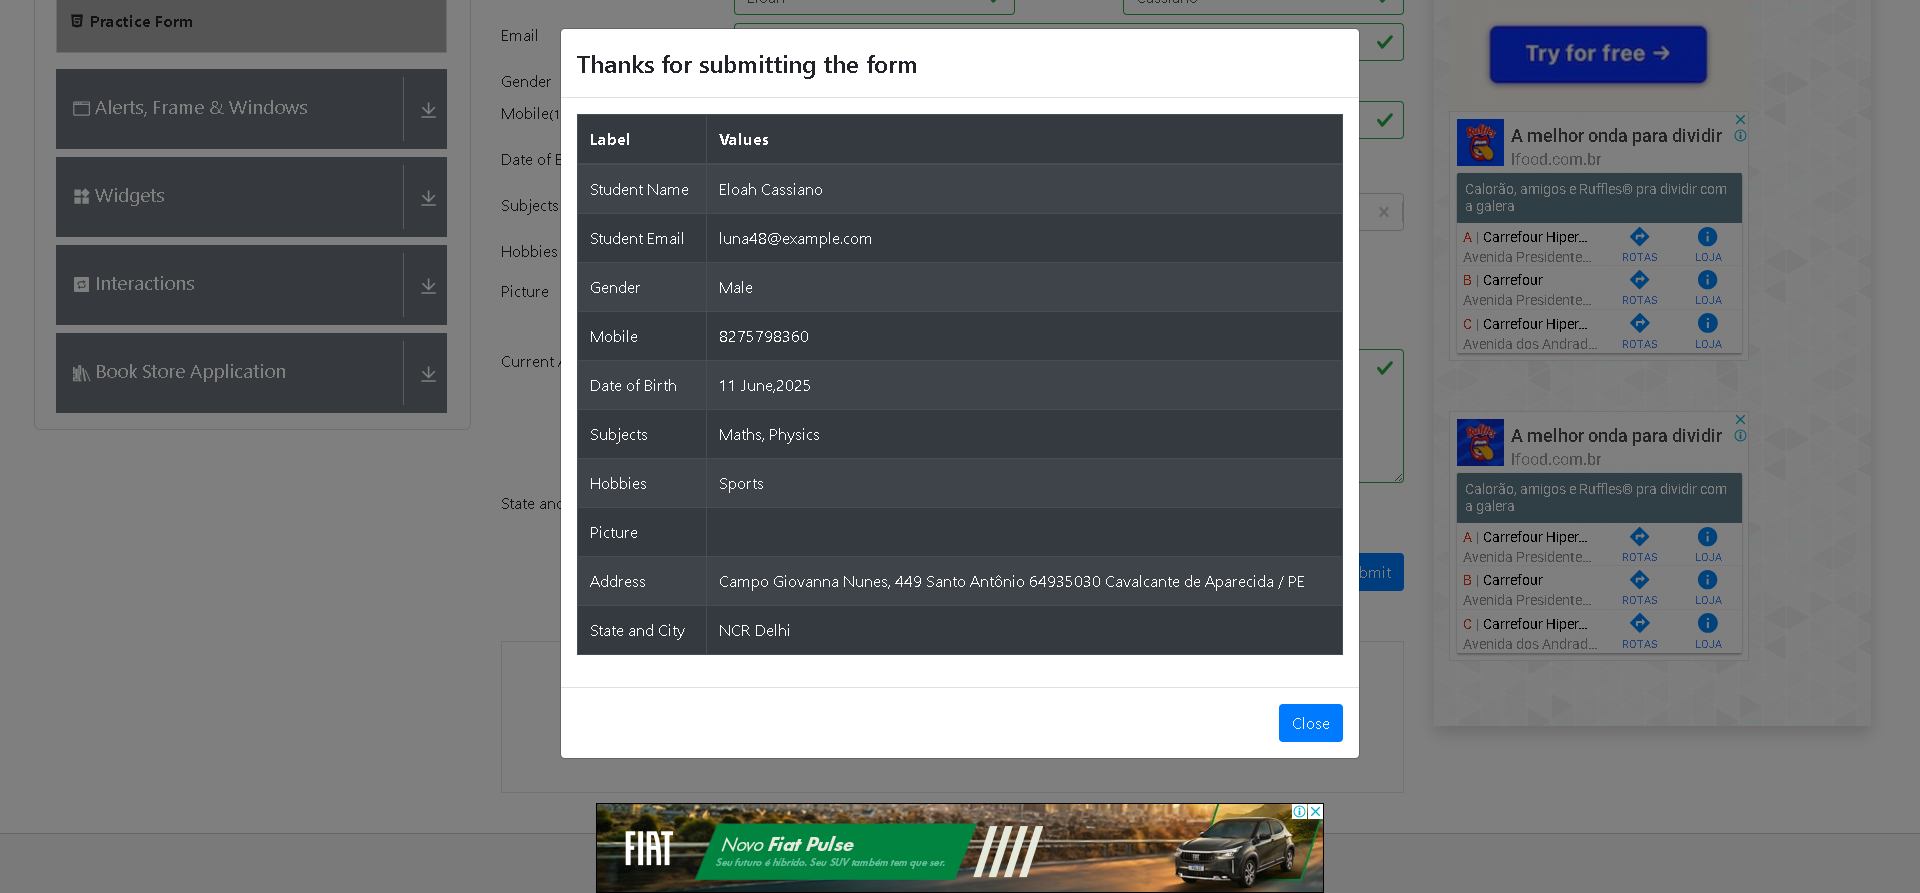 Practice Form
Alerts, Frame & Windows
Widgets
Interactions
Book Store Application
Eloah
Cassiano
Email
Gender
Mobile(1
Date of B
Subjects
Hobbies
Picture
Current A
State and
bmit
Thanks for submitting the form
Label Values
Student Name Eloah Cassiano
Student Email luna48@example.com
Gender Male
Mobile 8275798360
Date of Birth 11 June,2025
Subjects Maths, Physics
Hobbies Sports
Picture
Address Campo Giovanna Nunes, 449 Santo Antônio 64935030 Cavalcante de Aparecida / PE
State and City NCR Delhi
Close
Try for free →
A melhor onda para dividir
Ifood.com.br
Calorão, amigos e Ruffles® pra dividir com
a galera
A | Carrefour Hiper...
Avenida Presidente...
ROTAS LOJA
B | Carrefour
Avenida Presidente...
ROTAS LOJA
C | Carrefour Hiper...
Avenida dos Andrad...
ROTAS LOJA
A melhor onda para dividir
Ifood.com.br
Calorão, amigos e Ruffles® pra dividir com
a galera
A | Carrefour Hiper...
Avenida Presidente...
ROTAS LOJA
B | Carrefour
Avenida Presidente...
ROTAS LOJA
C | Carrefour Hiper...
Avenida dos Andrad...
ROTAS LOJA
FIAT
Novo Fiat Pulse
Seu futuro é híbrido. Seu SUV também tem que ser.